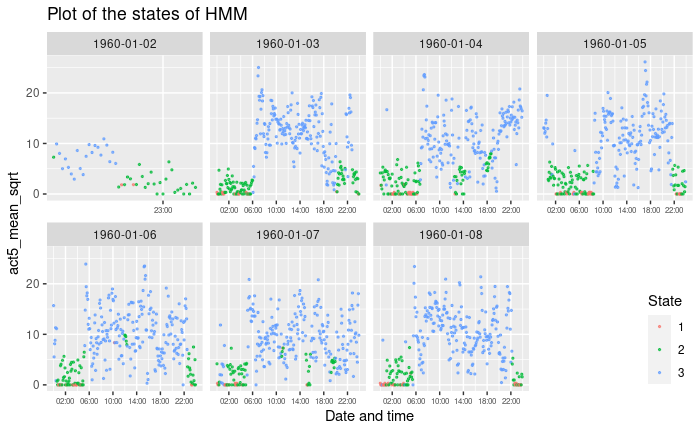 Plot of the states of HMM
1960-01-02 1960-01-03 1960-01-04 1960-01-05
20
10
0
23:00 02:00 06:00 10:00 14:00 18:00 22:00 02:00 06:00 10:00 14:00 18:00 22:00 02:00 06:00 10:00 14:00 18:00 22:00
act5_mean_sqrt
1960-01-06 1960-01-07 1960-01-08
20
10
0
02:00 06:00 10:00 14:00 18:00 22:00 02:00 06:00 10:00 14:00 18:00 22:00 02:00 06:00 10:00 14:00 18:00 22:00
Date and time
State
1
2
3